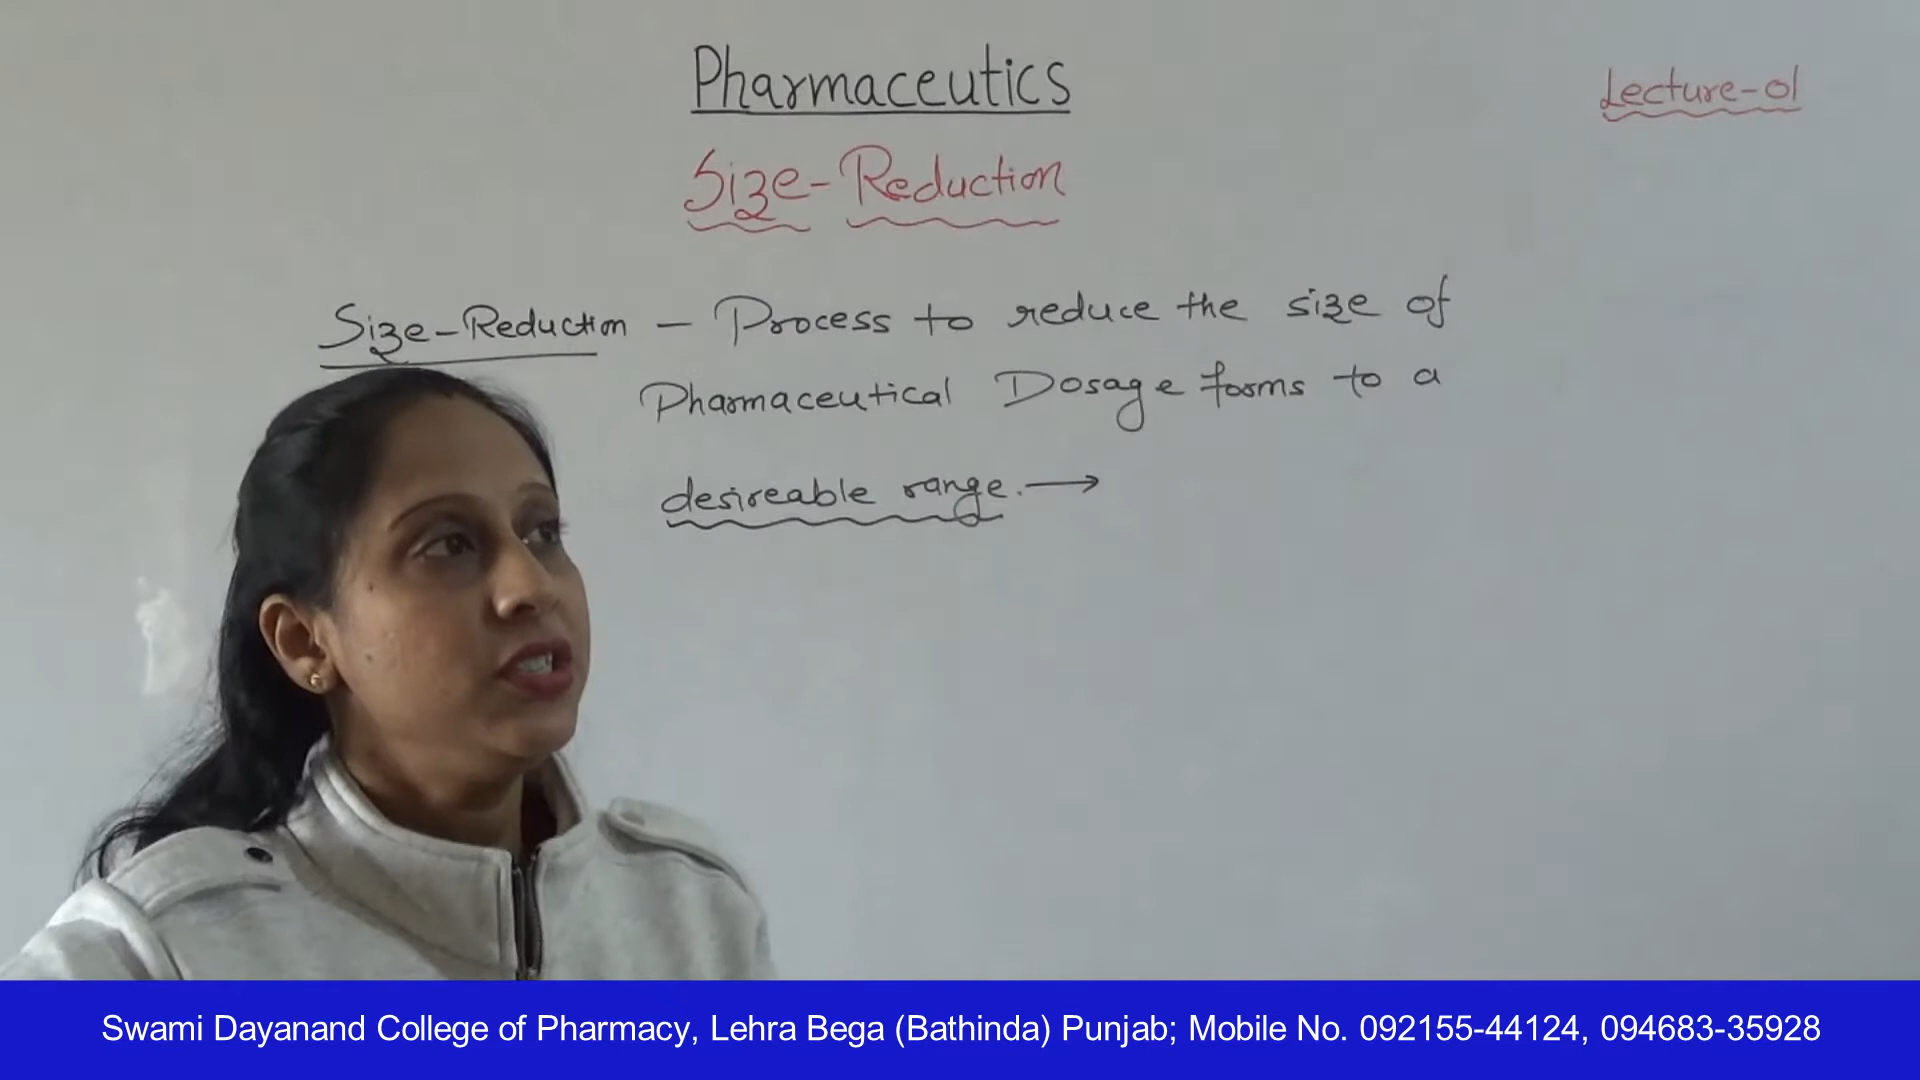 Pharmaceutics
Lecture-01
Size-Reduction
Size-Reduction – Process to reduce the size of
Pharmaceutical Dosage forms to a
desireable range. →
Swami Dayanand College of Pharmacy, Lehra Bega (Bathinda) Punjab; Mobile No. 092155-44124, 094683-35928